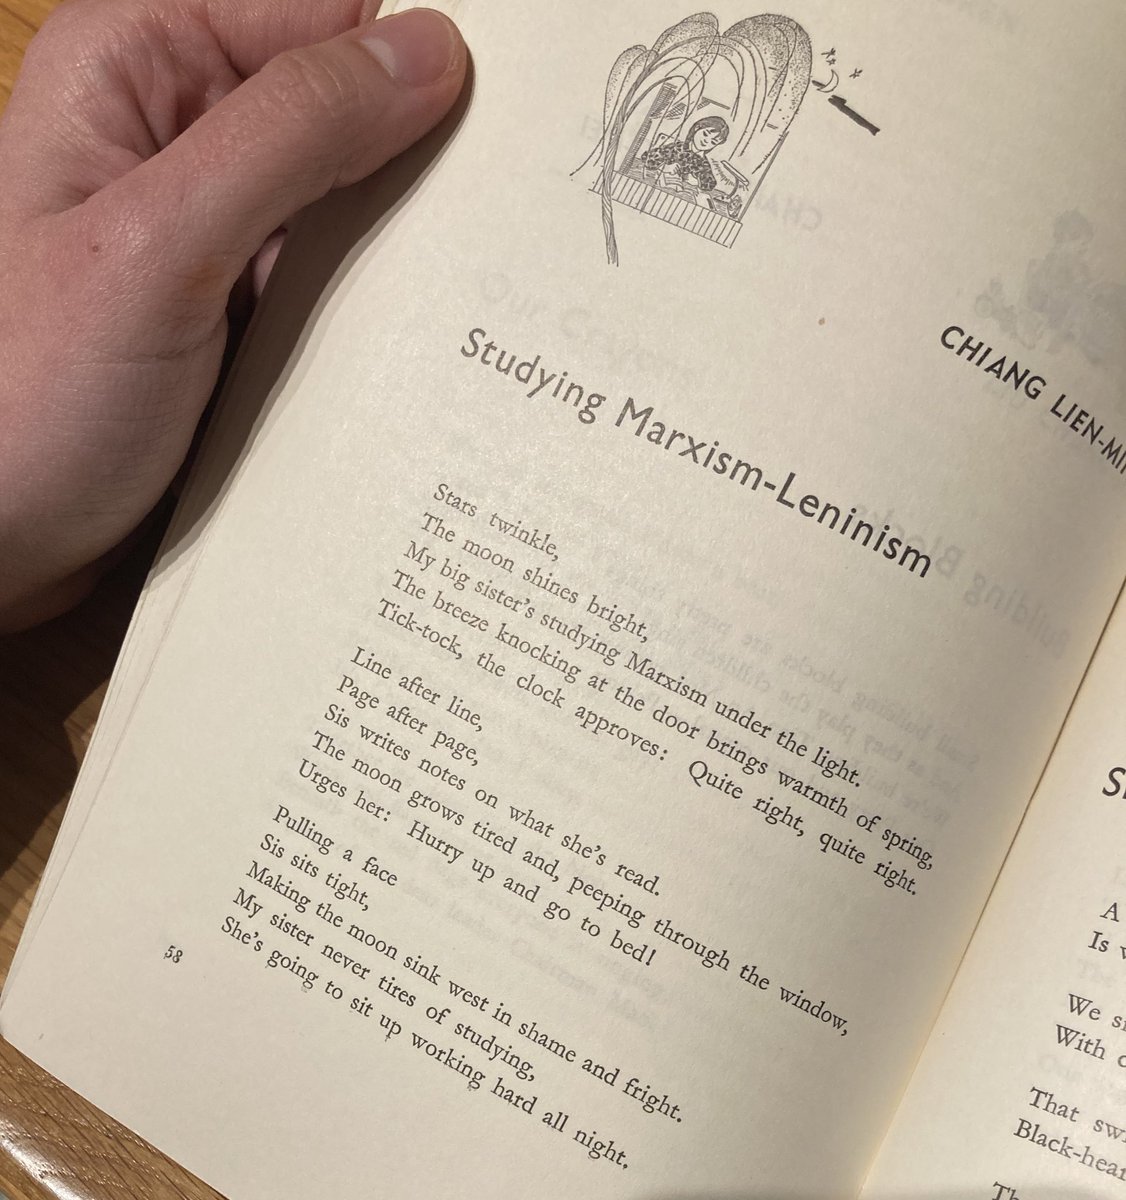 CHIANG LIEN-MI
Studying Marxism-Leninism
Stars twinkle,
The moon shines bright,
My big sister's studying Marxism under the light.
The breeze knocking at the door brings warmth of spring,
Tick-tock, the clock approves: Quite right, quite right.
Line after line,
Page after page,
Sis writes notes on what she's read.
The moon grows tired and, peeping through the window,
Urges her: Hurry up and go to bed!
Pulling a face
Sis sits tight,
Making the moon sink west in shame and fright.
My sister never tires of studying,
She's going to sit up working hard all night.
58
A
Is
We
With
That
Black-hear